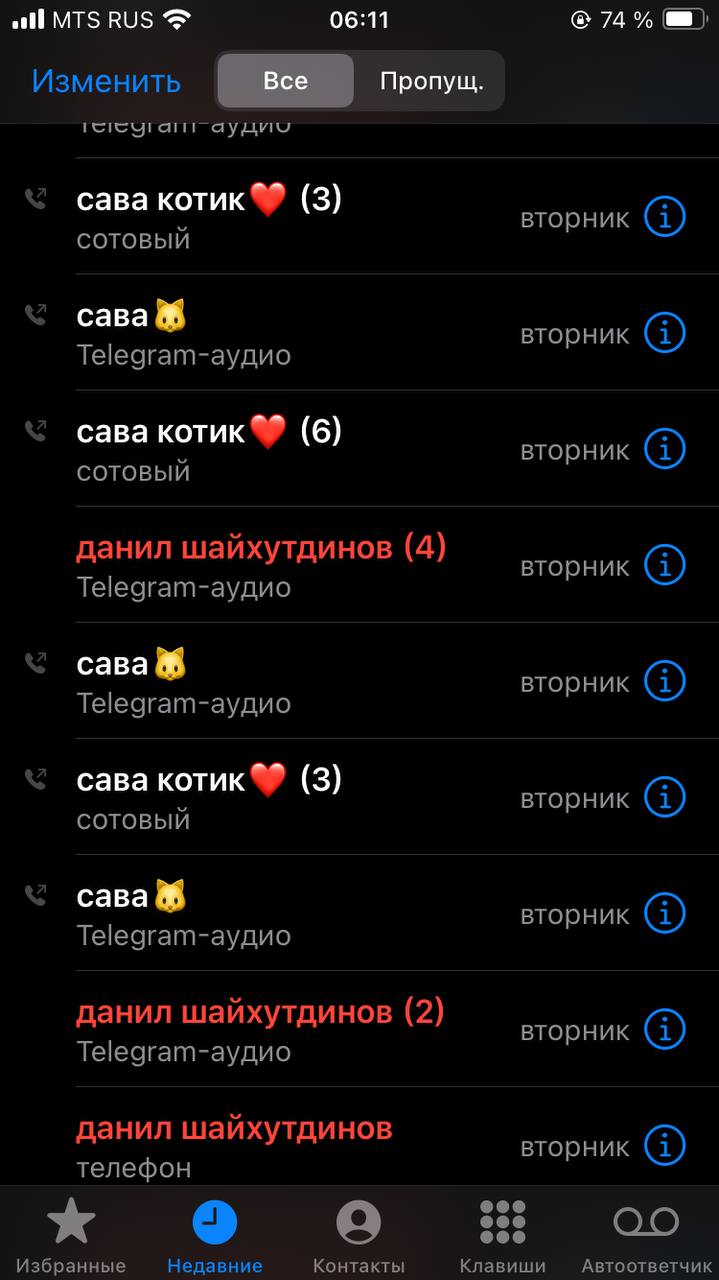 MTS RUS 06:11 74 %
Изменить Все Пропущ.
Telegram-аудио
сава котик❤️ (3)
сотовый
вторник
сава🐱
Telegram-аудио
вторник
сава котик❤️ (6)
сотовый
вторник
данил шайхутдинов (4)
Telegram-аудио
вторник
сава🐱
Telegram-аудио
вторник
сава котик❤️ (3)
сотовый
вторник
сава🐱
Telegram-аудио
вторник
данил шайхутдинов (2)
Telegram-аудио
вторник
данил шайхутдинов
телефон
вторник
Избранные Недавние Контакты Клавиши Автоответчик